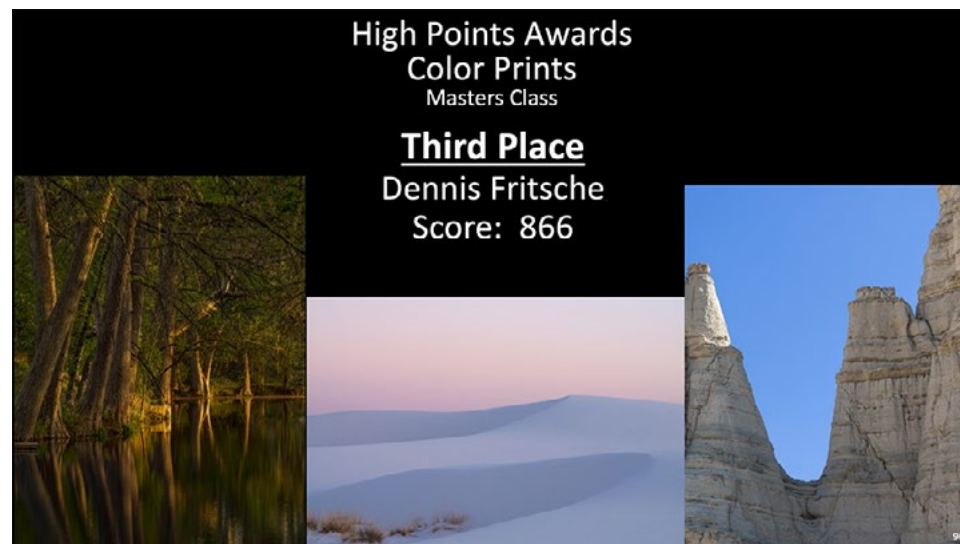 High Points Awards
Color Prints
Masters Class
Third Place
Dennis Fritsche
Score: 866